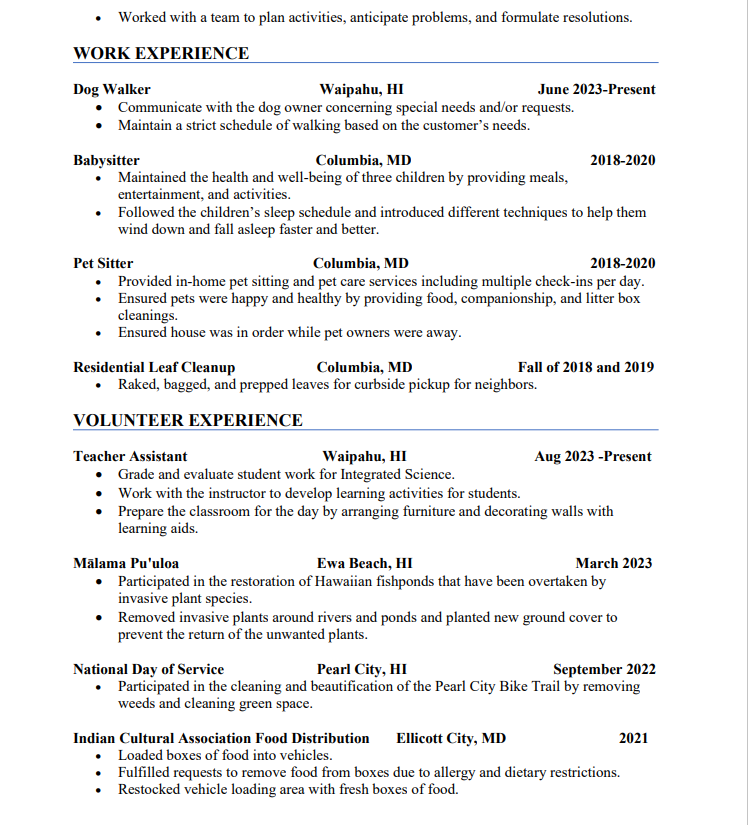 • Worked with a team to plan activities, anticipate problems, and formulate resolutions.
WORK EXPERIENCE
Dog Walker Waipahu, HI June 2023-Present
• Communicate with the dog owner concerning special needs and/or requests.
• Maintain a strict schedule of walking based on the customer’s needs.
Babysitter Columbia, MD 2018-2020
• Maintained the health and well-being of three children by providing meals,
entertainment, and activities.
• Followed the children’s sleep schedule and introduced different techniques to help them
wind down and fall asleep faster and better.
Pet Sitter Columbia, MD 2018-2020
• Provided in-home pet sitting and pet care services including multiple check-ins per day.
• Ensured pets were happy and healthy by providing food, companionship, and litter box
cleanings.
• Ensured house was in order while pet owners were away.
Residential Leaf Cleanup Columbia, MD Fall of 2018 and 2019
• Raked, bagged, and prepped leaves for curbside pickup for neighbors.
VOLUNTEER EXPERIENCE
Teacher Assistant Waipahu, HI Aug 2023 -Present
• Grade and evaluate student work for Integrated Science.
• Work with the instructor to develop learning activities for students.
• Prepare the classroom for the day by arranging furniture and decorating walls with
learning aids.
Mālama Pu'uloa Ewa Beach, HI March 2023
• Participated in the restoration of Hawaiian fishponds that have been overtaken by
invasive plant species.
• Removed invasive plants around rivers and ponds and planted new ground cover to
prevent the return of the unwanted plants.
National Day of Service Pearl City, HI September 2022
• Participated in the cleaning and beautification of the Pearl City Bike Trail by removing
weeds and cleaning green space.
Indian Cultural Association Food Distribution Ellicott City, MD 2021
• Loaded boxes of food into vehicles.
• Fulfilled requests to remove food from boxes due to allergy and dietary restrictions.
• Restocked vehicle loading area with fresh boxes of food.